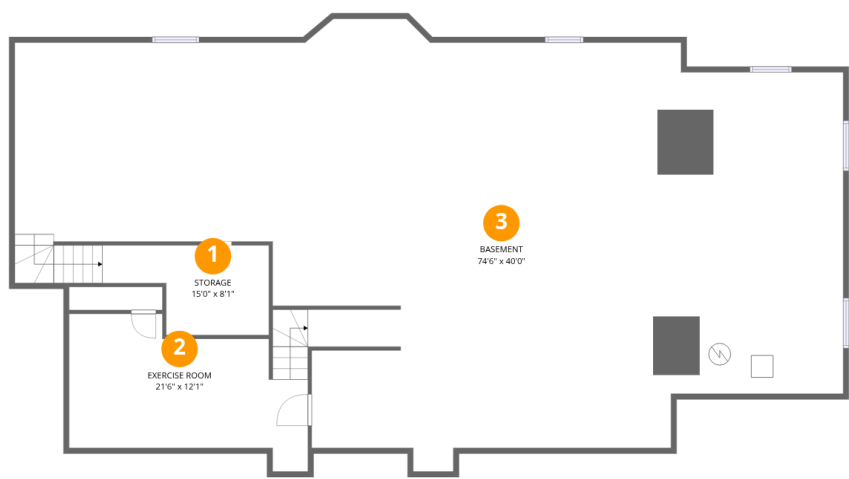 3
BASEMENT
74'6" x 40'0"
1
STORAGE
15'0" x 8'1"
2
EXERCISE ROOM
21'6" x 12'1"